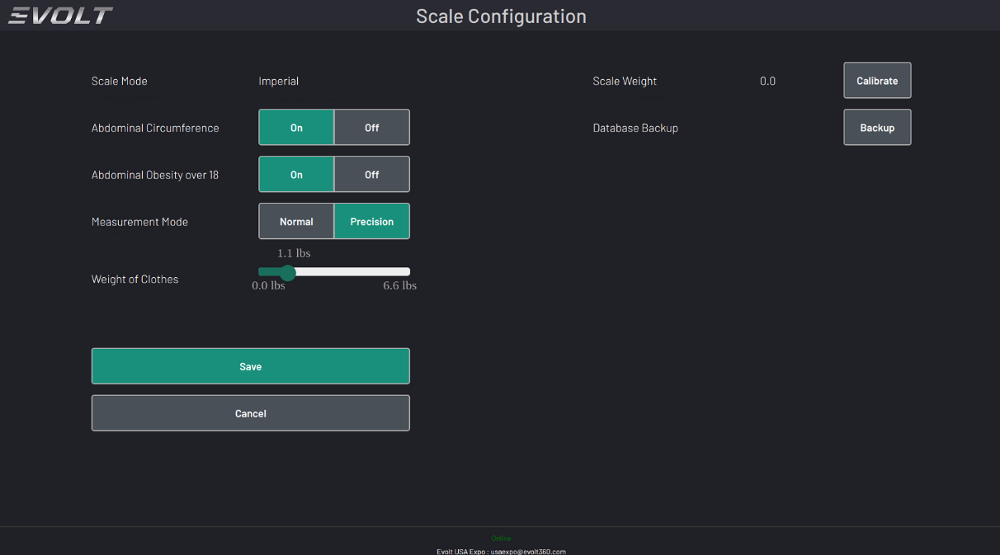 EVOLT
Scale Configuration
Scale Mode
Imperial
Abdominal Circumference
On
Off
Abdominal Obesity over 18
On
Off
Measurement Mode
Normal
Precision
Weight of Clothes
1.1 lbs
0.0 lbs
6.6 lbs
Save
Cancel
Scale Weight
0.0
Calibrate
Database Backup
Backup
Online
Evolt USA Expo : usaexpo@evolt360.com